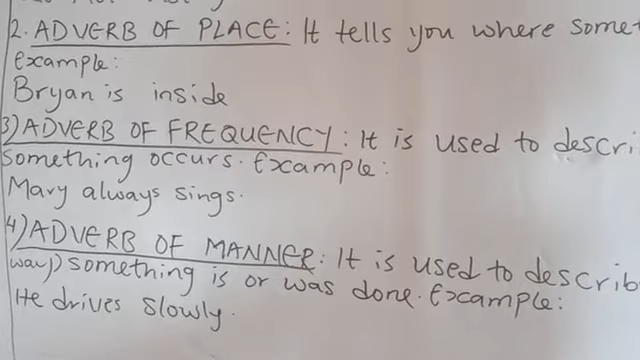 2. ADVERB OF PLACE: It tells you where some
example:
Bryan is inside
3) ADVERB OF FREQUENCY: It is used to descri
something occurs. Example:
Mary always sings.
4) ADVERB OF MANNER: It is used to describ
way) something is or was done. Example:
He drives slowly.